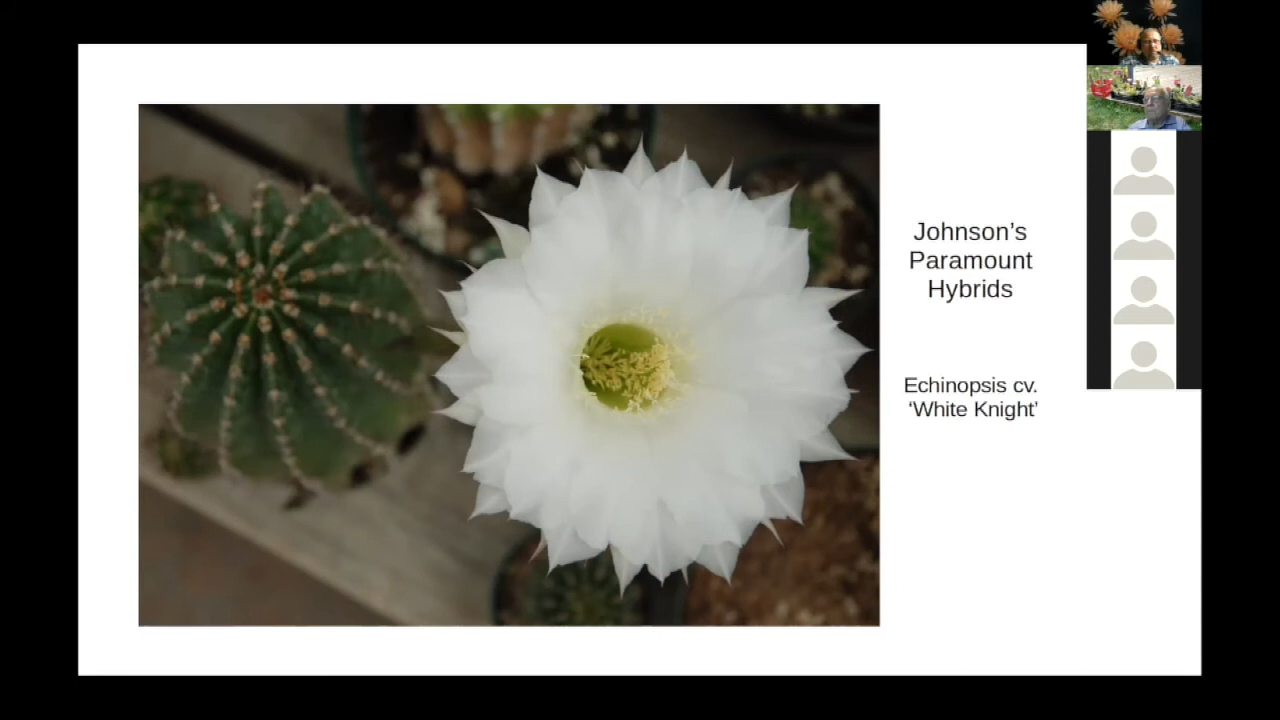 Johnson’s
Paramount
Hybrids
Echinopsis cv.
‘White Knight’